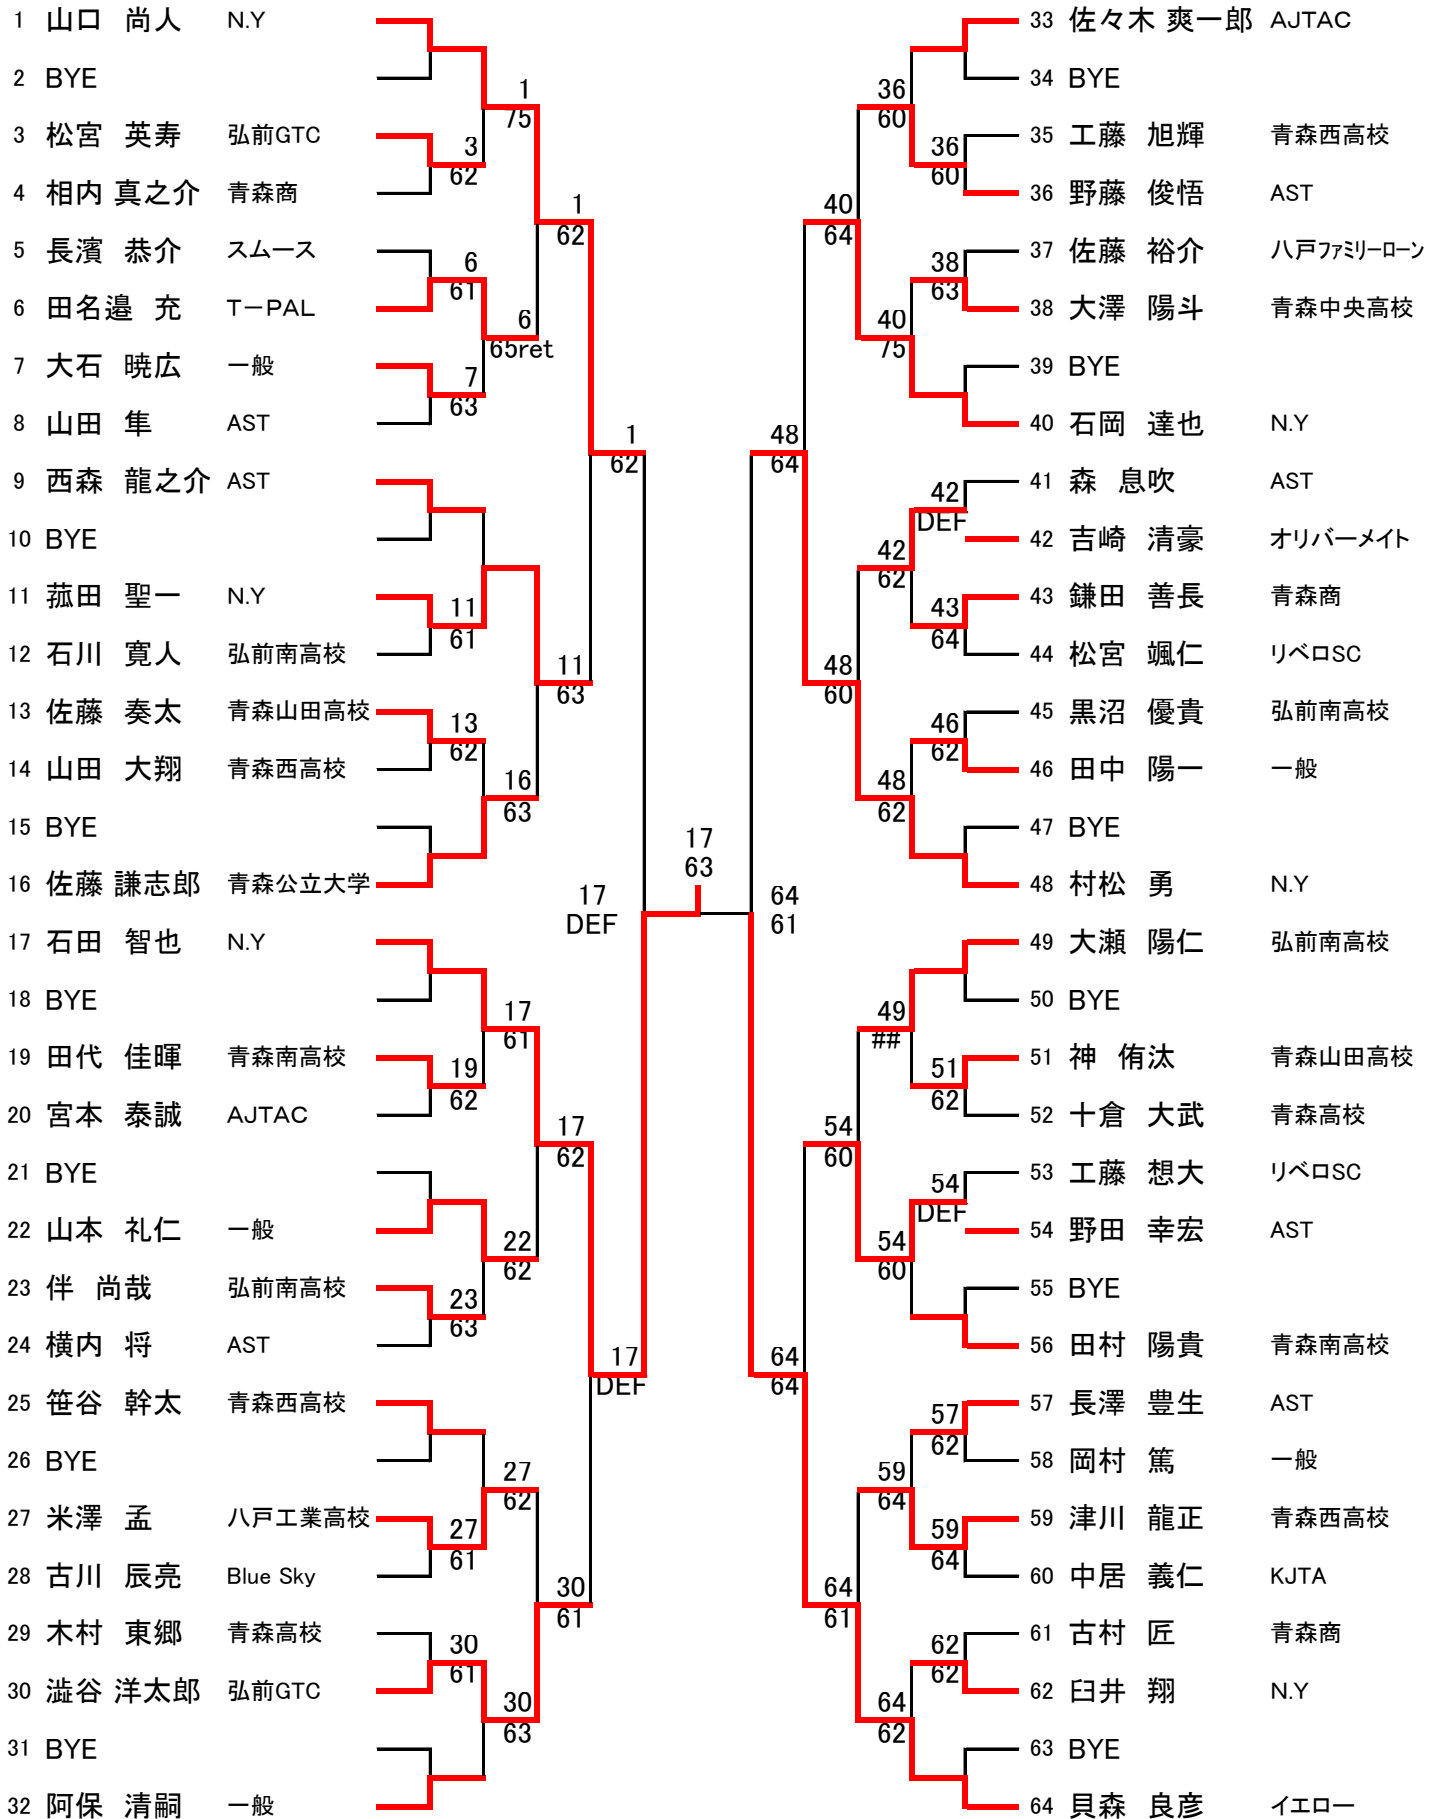 1 山口 尚人 N.Y
2 BYE
3 松宮 英寿 弘前GTC
4 相内 真之介 青森商
5 長濱 恭介 スムース
6 田名邉 充 T－PAL
7 大石 暁広 一般
8 山田 隼 AST
9 西森 龍之介 AST
10 BYE
11 菰田 聖一 N.Y
12 石川 寛人 弘前南高校
13 佐藤 奏太 青森山田高校
14 山田 大翔 青森西高校
15 BYE
16 佐藤 謙志郎 青森公立大学
17 石田 智也 N.Y
18 BYE
19 田代 佳暉 青森南高校
20 宮本 泰誠 AJTAC
21 BYE
22 山本 礼仁 一般
23 伴 尚哉 弘前南高校
24 横内 将 AST
25 笹谷 幹太 青森西高校
26 BYE
27 米澤 孟 八戸工業高校
28 古川 辰亮 Blue Sky
29 木村 東郷 青森高校
30 澁谷 洋太郎 弘前GTC
31 BYE
32 阿保 清嗣 一般
3
62
6
61
7
63
11
61
13
62
19
62
23
63
27
61
30
61
1
75
6
65ret
16
63
17
61
22
62
27
62
30
63
1
62
11
63
17
62
30
61
1
62
17
DEF
17
DEF
17
63
64
61
48
64
64
64
40
64
48
60
54
60
64
61
36
60
40
75
42
62
48
62
49
##
54
60
59
64
64
62
36
60
38
63
42
DEF
43
64
46
62
51
62
54
DEF
57
62
59
64
62
62
33 佐々木 爽一郎 AJTAC
34 BYE
35 工藤 旭輝 青森西高校
36 野藤 俊悟 AST
37 佐藤 裕介 八戸ファミリーローン
38 大澤 陽斗 青森中央高校
39 BYE
40 石岡 達也 N.Y
41 森 息吹 AST
42 吉崎 清豪 オリバーメイト
43 鎌田 善長 青森商
44 松宮 颯仁 リベロSC
45 黒沼 優貴 弘前南高校
46 田中 陽一 一般
47 BYE
48 村松 勇 N.Y
49 大瀬 陽仁 弘前南高校
50 BYE
51 神 侑汰 青森山田高校
52 十倉 大武 青森高校
53 工藤 想大 リベロSC
54 野田 幸宏 AST
55 BYE
56 田村 陽貴 青森南高校
57 長澤 豊生 AST
58 岡村 篤 一般
59 津川 龍正 青森西高校
60 中居 義仁 KJTA
61 古村 匠 青森商
62 臼井 翔 N.Y
63 BYE
64 貝森 良彦 イエロー